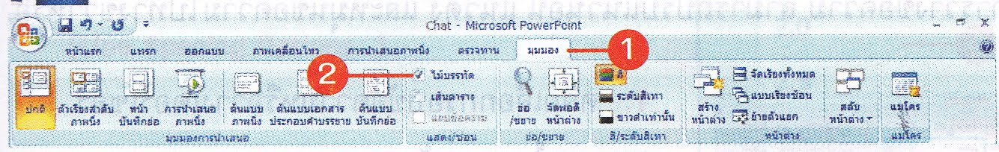 Chat - Microsoft PowerPoint
หน้าแรก แทรก ออกแบบ ภาพเคลื่อนไหว การนำเสนอภาพนิ่ง ตรวจทาน มุมมอง 1
2 ไม้บรรทัด
เส้นตาราง
แถบข้อความ
ปกติ
ตัวเรียงลำดับ
ภาพนิ่ง
หน้า
บันทึกย่อ
การนำเสนอ
ภาพนิ่ง
ต้นแบบ
ภาพนิ่ง
ต้นแบบเอกสาร
ประกอบคำบรรยาย
ต้นแบบ
บันทึกย่อ
ย่อ
/ขยาย
จัดพอดี
หน้าต่าง
สี
ระดับสีเทา
ขาวดำเท่านั้น
สร้าง
หน้าต่าง
จัดเรียงทั้งหมด
แบบเรียงซ้อน
ย้ายตัวแยก
สลับ
หน้าต่าง
แมโคร
มุมมองการนำเสนอ แสดง/ซ่อน ย่อ/ขยาย สี/ระดับสีเทา หน้าต่าง แมโคร